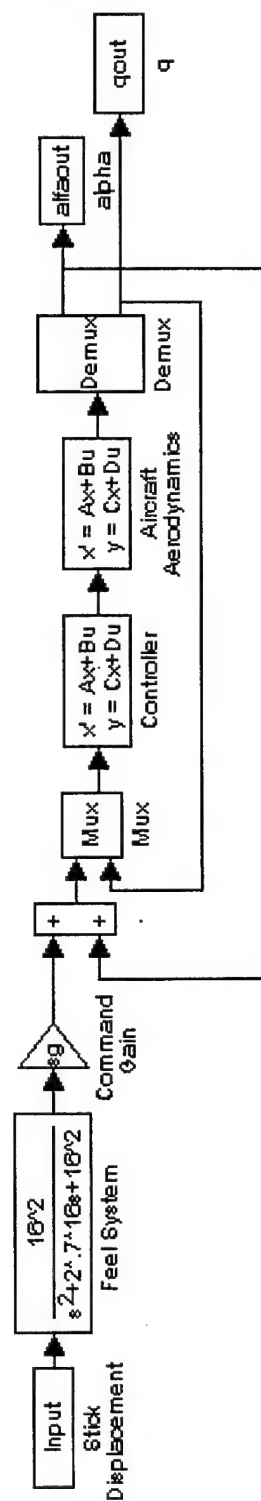 Input
Stick
Displacement
16^2
s^2+2*.7*16s+16^2
Feel System
sg
Command
Gain
+
+
Mux
Mux
x' = Ax+Bu
y = Cx+Du
Controller
x' = Ax+Bu
y = Cx+Du
Aircraft
Aerodynamics
Demux
Demux
alfaout
alpha
qout
q